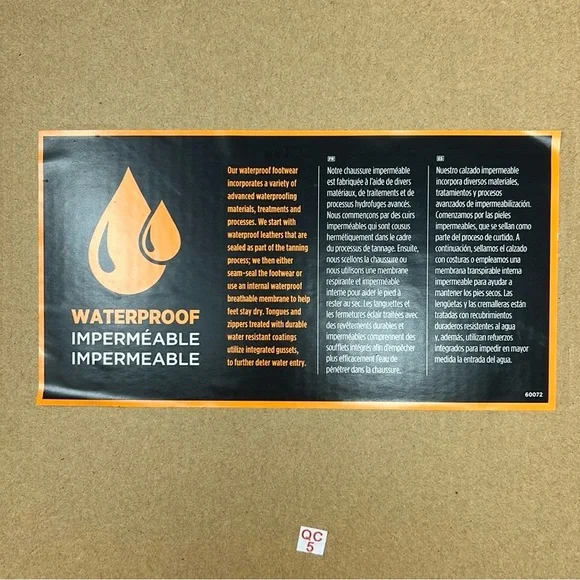 WATERPROOF
IMPERMÉABLE
IMPERMEABLE
Our waterproof footwear
incorporates a variety of
advanced waterproofing
materials, treatments and
processes. We start with
waterproof leathers that are
sealed as part of the tanning
process; we then either
seam-seal the footwear or
use an internal waterproof
breathable membrane to help
feet stay dry. Tongues and
zippers treated with durable
water resistant coatings
utilize integrated gussets,
to further deter water entry.
FR
Notre chaussure imperméable
est fabriquée à l'aide de divers
matériaux, de traitements et de
processus hydrofuges avancés.
Nous commençons par des cuirs
imperméables qui sont cousus
hermétiquement dans le cadre
du processus de tannage. Ensuite,
nous scellons la chaussure ou
nous utilisons une membrane
respirante et imperméable
interne pour aider le pied à
rester au sec. Les languettes et
les fermetures éclair traitées avec
des revêtements durables et
imperméables comprennent des
soufflets intégrés afin d'empêcher
plus efficacement l'eau de
pénétrer dans la chaussure.
ES
Nuestro calzado impermeable
incorpora diversos materiales,
tratamientos y procesos
avanzados de impermeabilización.
Comenzamos por las pieles
impermeables, que se sellan como
parte del proceso de curtido. A
continuación, sellamos el calzado
con costuras o empleamos una
membrana transpirable interna
impermeable para ayudar a
mantener los pies secos. Las
lengüetas y las cremalleras están
tratadas con recubrimientos
duraderos resistentes al agua
y, además, utilizan refuerzos
integrados para impedir en mayor
medida la entrada del agua.
60072
QC
5